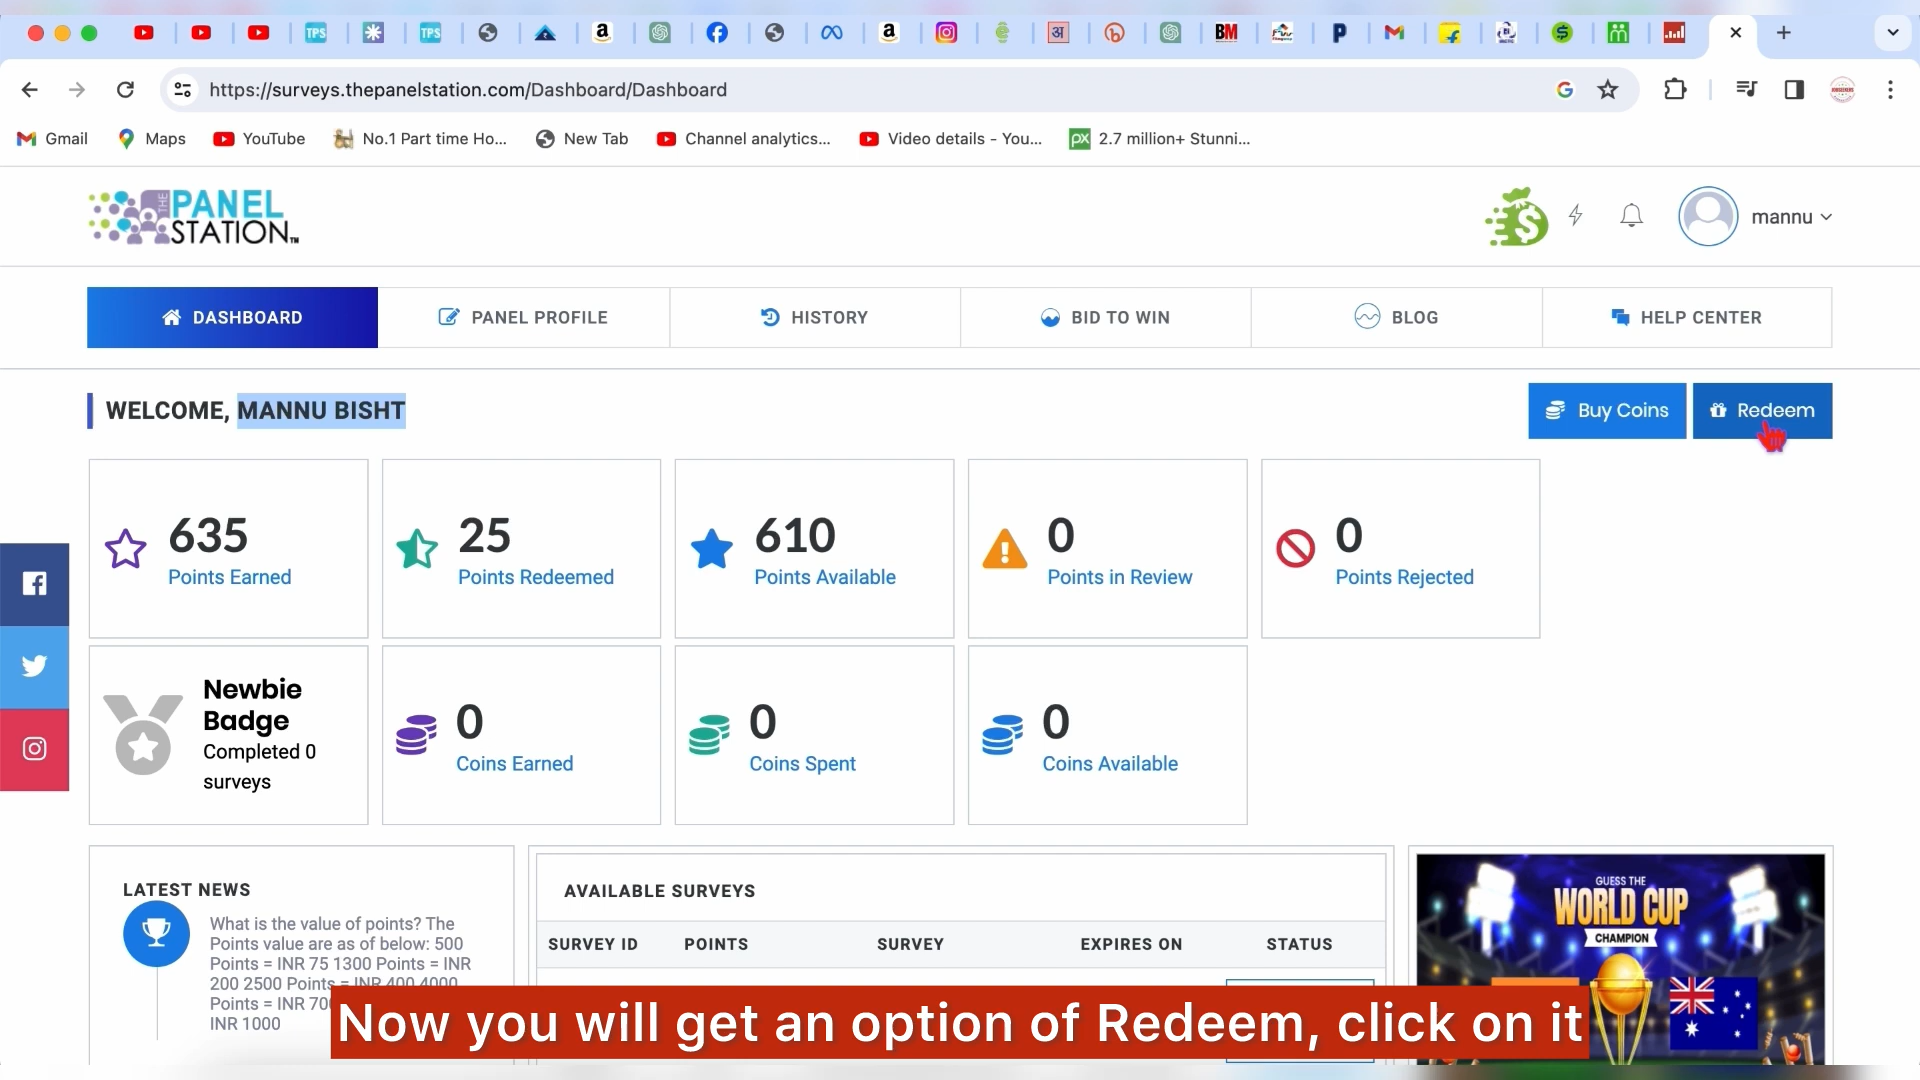 https://surveys.thepanelstation.com/Dashboard/Dashboard
Gmail Maps YouTube No.1 Part time Ho... New Tab Channel analytics... Video details - You... 2.7 million+ Stunni...
THE PANEL STATION™
mannu
DASHBOARD PANEL PROFILE HISTORY BID TO WIN BLOG HELP CENTER
WELCOME, MANNU BISHT
Buy Coins Redeem
635
Points Earned
25
Points Redeemed
610
Points Available
0
Points in Review
0
Points Rejected
Newbie
Badge
Completed 0
surveys
0
Coins Earned
0
Coins Spent
0
Coins Available
LATEST NEWS
What is the value of points? The
Points value are as of below: 500
Points = INR 75 1300 Points = INR
200 2500 Points = INR 400 4000
Points = INR 700
INR 1000
AVAILABLE SURVEYS
SURVEY ID POINTS SURVEY EXPIRES ON STATUS
GUESS THE
WORLD CUP
CHAMPION
Now you will get an option of Redeem, click on it